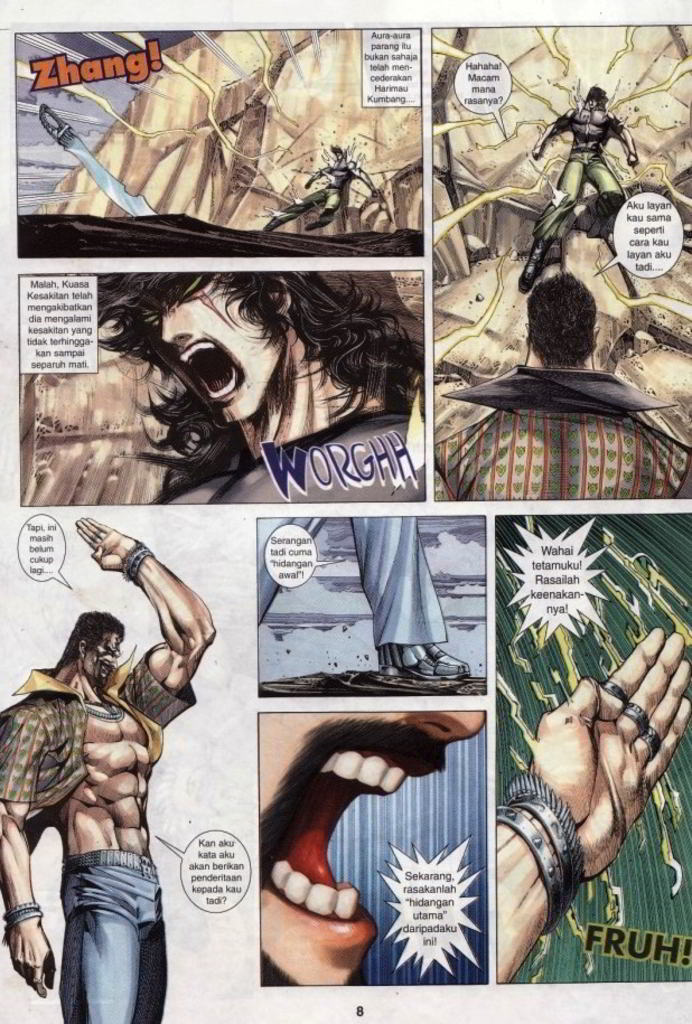 Zhang!
Aura-aura
parang itu
bukan sahaja
telah men-
cederakan
Harimau
Kumbang....
Hahaha!
Macam
mana
rasanya?
Aku layan
kau sama
seperti
cara kau
layan aku
tadi....
Malah, Kuasa
Kesakitan telah
menyebabkan
dia mengalami
kesakitan yang
tidak terhingga-
kan sampai
separuh mati.
WORGHH
Tapi, ini
masih
belum
cukup
lagi....
Kan aku
kata aku
akan berikan
penderitaan
kepada kau
tadi?
Serangan
tadi cuma
"hidangan
awal"!
Sekarang,
rasakanlah
"hidangan
utama"
daripadaku
ini!
Wahai
tetamuku!
Rasailah
keenakan-
nya!
FRUH!
8